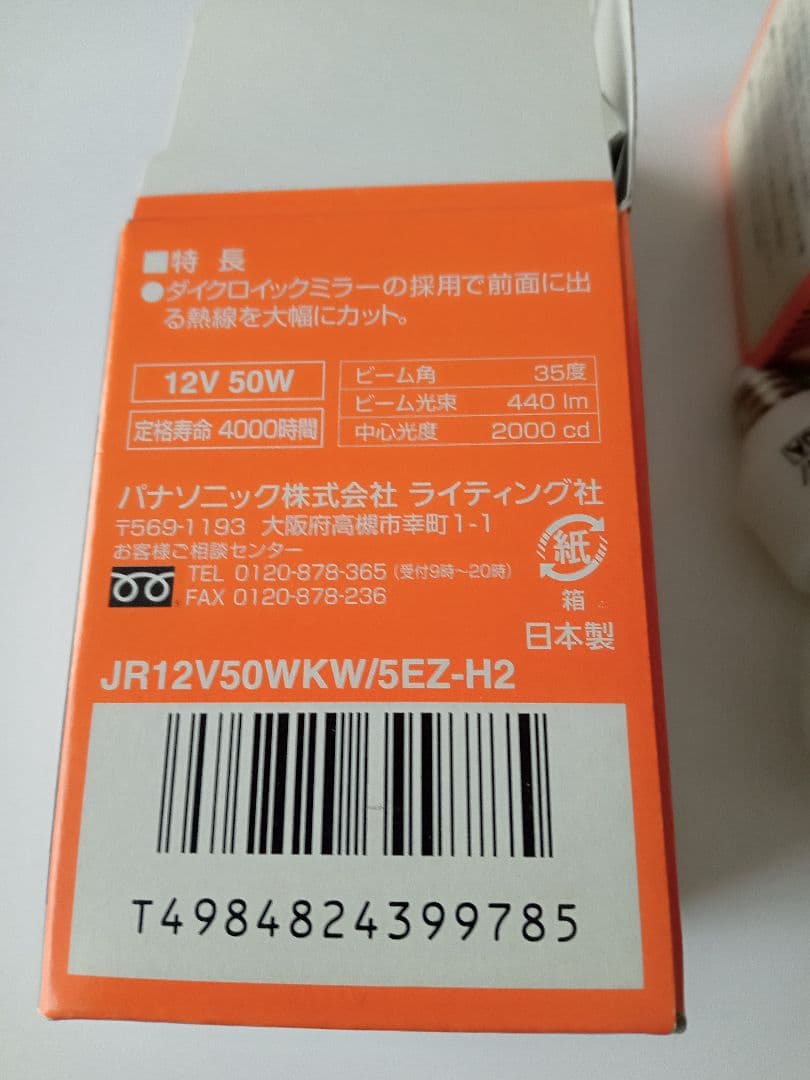 ■特長
●ダイクロイックミラーの採用で前面に出
る熱線を大幅にカット。
12V 50W
定格寿命 4000時間
ビーム角 35度
ビーム光束 440 lm
中心光度 2000 cd
パナソニック株式会社 ライティング社
〒569-1193 大阪府高槻市幸町1-1
お客様ご相談センター
TEL 0120-878-365 (受付9時〜20時)
FAX 0120-878-236
紙
箱
日本製
JR12V50WKW/5EZ-H2
T4984824399785